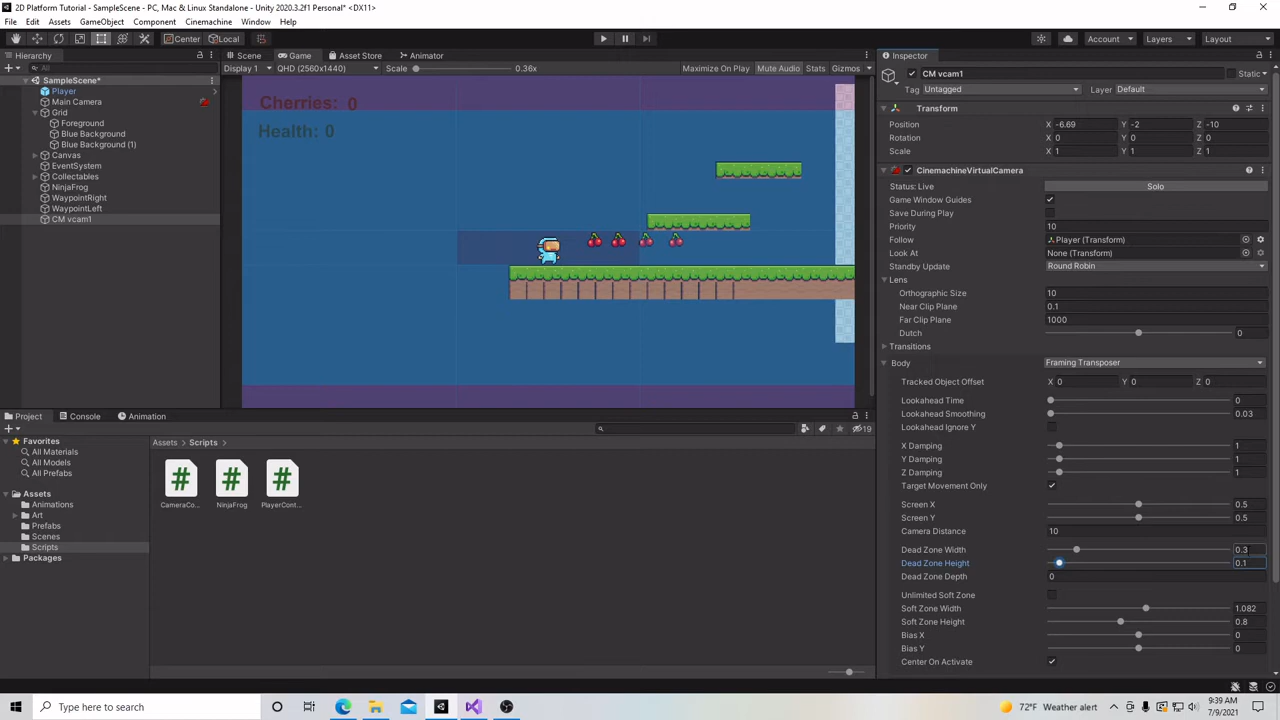 2D Platform Tutorial - SampleScene - PC, Mac & Linux Standalone - Unity 2020.3.2f1 Personal* <DX11>
File Edit Assets GameObject Component Cinemachine Window Help
Center Local Account Layers Layout
Hierarchy
All
SampleScene*
Player
Main Camera
Grid
Foreground
Blue Background
Blue Background (1)
Canvas
EventSystem
Collectables
NinjaFrog
WaypointRight
WaypointLeft
CM vcam1
Scene Game Asset Store Animator
Display 1 QHD (2560x1440) Scale 0.36x Maximize On Play Mute Audio Stats Gizmos
Cherries: 0
Health: 0
Inspector
CM vcam1 Static
Tag Untagged Layer Default
Transform
Position X -6.69 Y -2 Z -10
Rotation X 0 Y 0 Z 0
Scale X 1 Y 1 Z 1
CinemachineVirtualCamera
Status: Live Solo
Game Window Guides
Save During Play
Priority 10
Follow Player (Transform)
Look At None (Transform)
Standby Update Round Robin
Lens
Orthographic Size 10
Near Clip Plane 0.1
Far Clip Plane 1000
Dutch 0
Transitions
Body Framing Transposer
Tracked Object Offset X 0 Y 0 Z 0
Lookahead Time 0
Lookahead Smoothing 0.03
Lookahead Ignore Y
X Damping 1
Y Damping 1
Z Damping 1
Target Movement Only
Screen X 0.5
Screen Y 0.5
Camera Distance 10
Dead Zone Width 0.3
Dead Zone Height 0.1
Dead Zone Depth 0
Unlimited Soft Zone
Soft Zone Width 1.082
Soft Zone Height 0.8
Bias X 0
Bias Y 0
Center On Activate
Project Console Animation
19
Favorites
All Materials
All Models
All Prefabs
Assets
Animations
Art
Prefabs
Scenes
Scripts
Packages
Assets > Scripts >
# # #
CameraCo... NinjaFrog PlayerCont...
Type here to search
72°F Weather alert
9:39 AM
7/9/2021